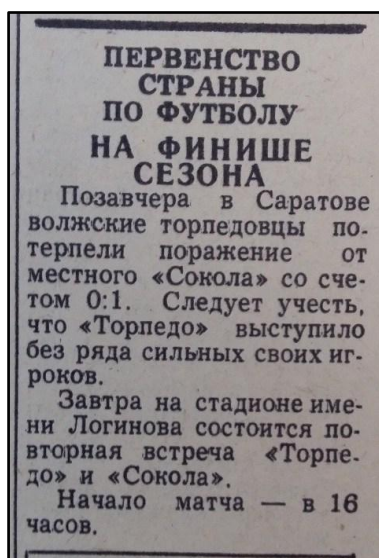 ПЕРВЕНСТВО
СТРАНЫ
ПО ФУТБОЛУ
НА ФИНИШЕ
СЕЗОНА
Позавчера в Саратове
волжские торпедовцы по-
терпели поражение от
местного «Сокола» со сче-
том 0:1. Следует учесть,
что «Торпедо» выступило
без ряда сильных своих иг-
роков.
Завтра на стадионе име-
ни Логинова состоится по-
вторная встреча «Торпе-
до» и «Сокола».
Начало матча — в 16
часов.